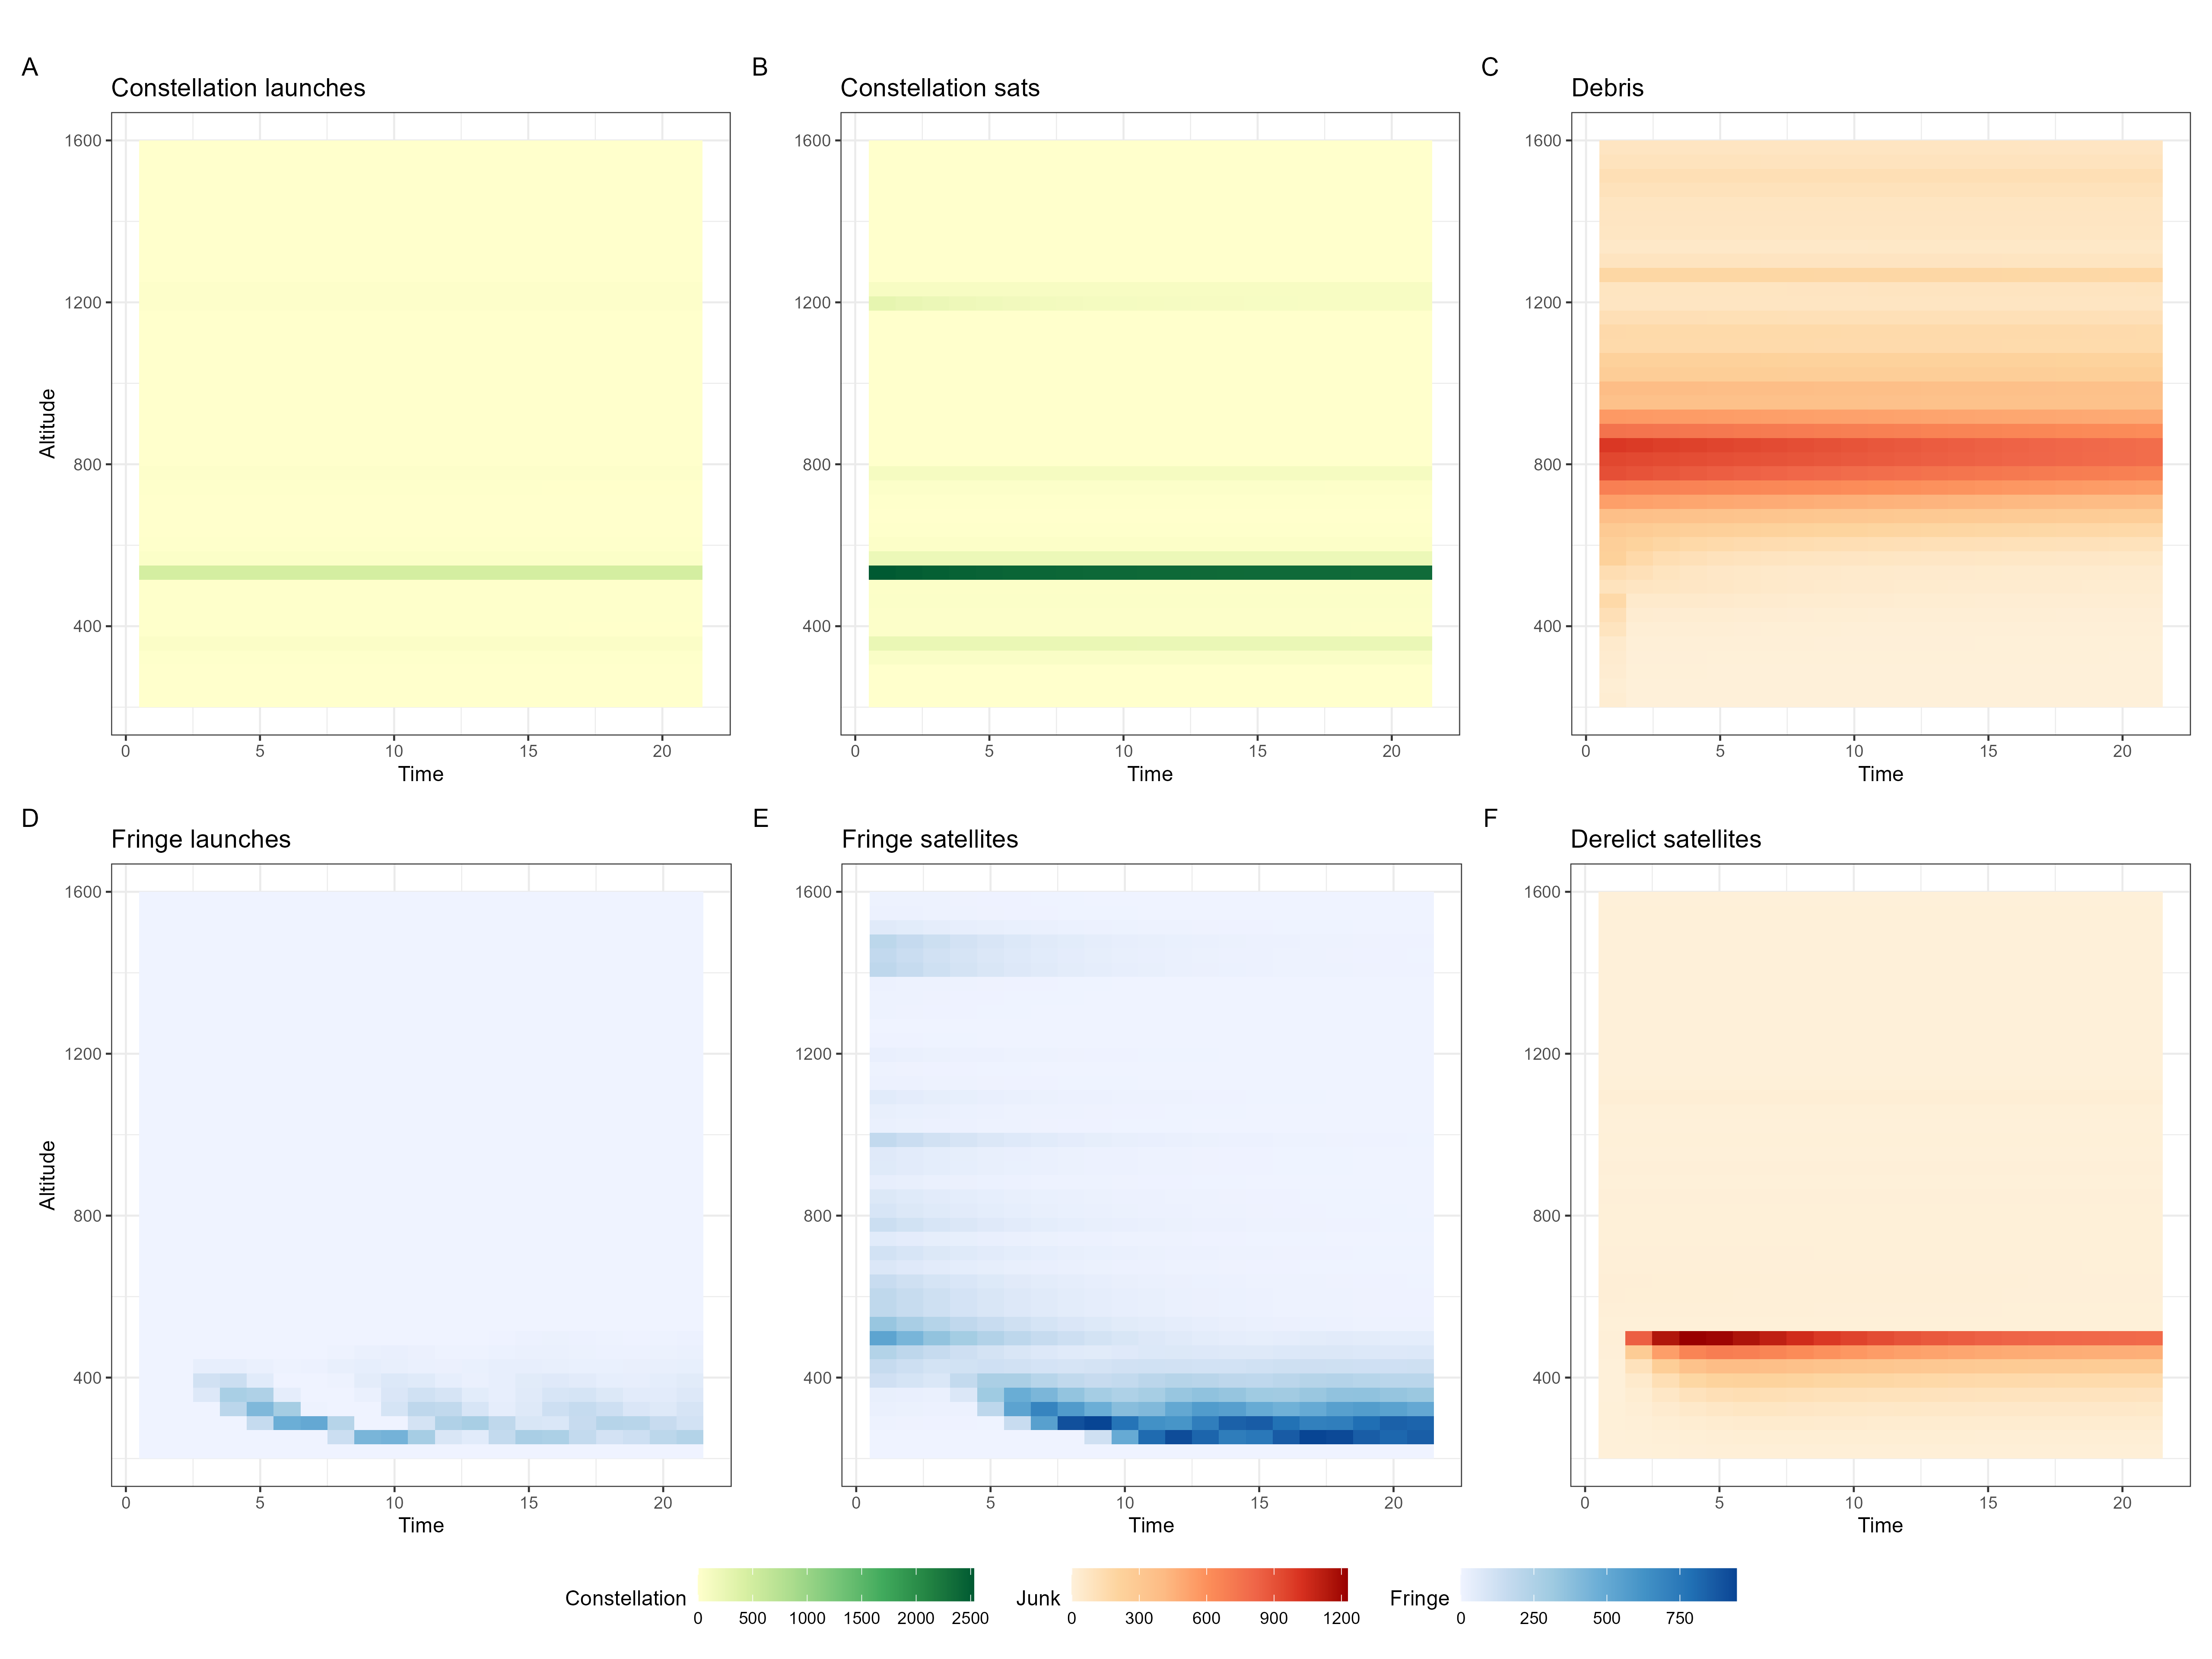 A
Constellation launches
B
Constellation sats
C
Debris
1600
1200
800
400
Altitude
0 5 10 15 20
Time
1600
1200
800
400
0 5 10 15 20
Time
1600
1200
800
400
0 5 10 15 20
Time
D
Fringe launches
E
Fringe satellites
F
Derelict satellites
1600
1200
800
400
Altitude
0 5 10 15 20
Time
1600
1200
800
400
0 5 10 15 20
Time
1600
1200
800
400
0 5 10 15 20
Time
Constellation
0 500 1000 1500 2000 2500
Junk
0 300 600 900 1200
Fringe
0 250 500 750